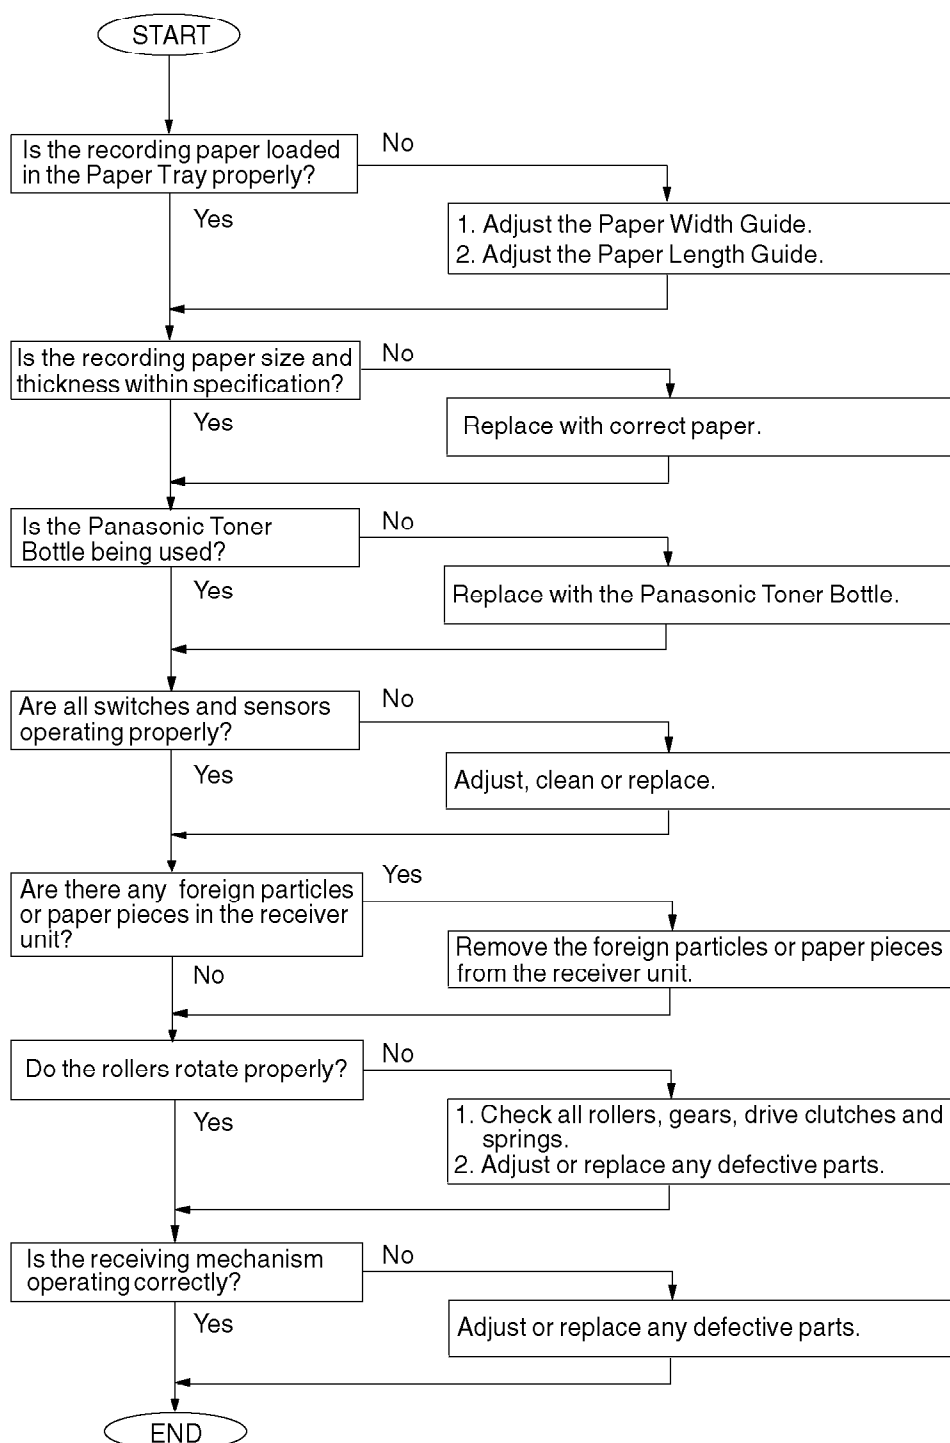 START
Is the recording paper loaded
in the Paper Tray properly?
No
Yes
1. Adjust the Paper Width Guide.
2. Adjust the Paper Length Guide.
Is the recording paper size and
thickness within specification?
No
Yes
Replace with correct paper.
Is the Panasonic Toner
Bottle being used?
No
Yes
Replace with the Panasonic Toner Bottle.
Are all switches and sensors
operating properly?
No
Yes
Adjust, clean or replace.
Are there any foreign particles
or paper pieces in the receiver
unit?
Yes
No
Remove the foreign particles or paper pieces
from the receiver unit.
Do the rollers rotate properly?
No
Yes
1. Check all rollers, gears, drive clutches and
springs.
2. Adjust or replace any defective parts.
Is the receiving mechanism
operating correctly?
No
Yes
Adjust or replace any defective parts.
END